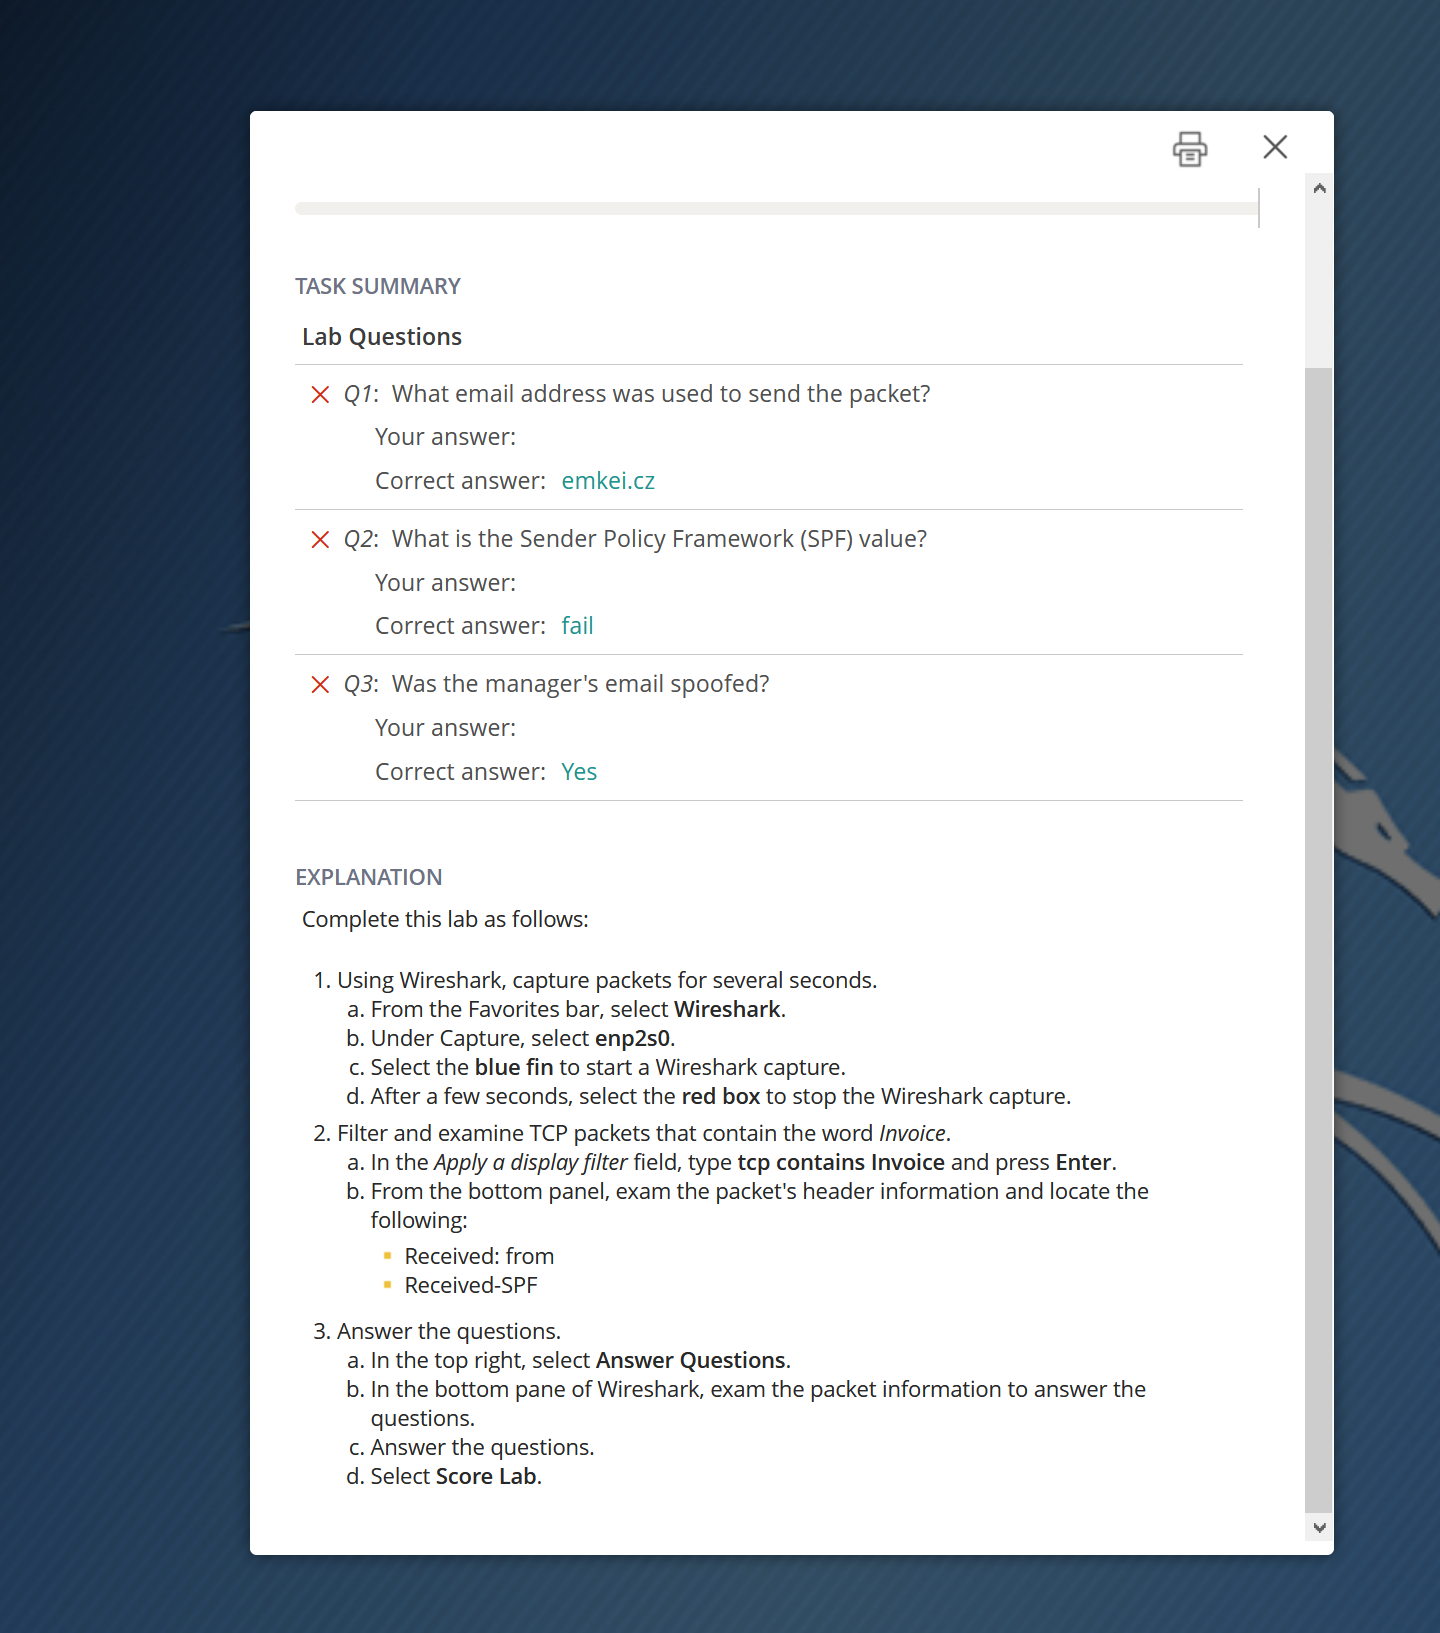 TASK SUMMARY
Lab Questions
Q1: What email address was used to send the packet?
Your answer:
Correct answer: emkei.cz
Q2: What is the Sender Policy Framework (SPF) value?
Your answer:
Correct answer: fail
Q3: Was the manager's email spoofed?
Your answer:
Correct answer: Yes
EXPLANATION
Complete this lab as follows:
1. Using Wireshark, capture packets for several seconds.
a. From the Favorites bar, select Wireshark.
b. Under Capture, select enp2s0.
c. Select the blue fin to start a Wireshark capture.
d. After a few seconds, select the red box to stop the Wireshark capture.
2. Filter and examine TCP packets that contain the word Invoice.
a. In the Apply a display filter field, type tcp contains Invoice and press Enter.
b. From the bottom panel, exam the packet's header information and locate the
following:
Received: from
Received-SPF
3. Answer the questions.
a. In the top right, select Answer Questions.
b. In the bottom pane of Wireshark, exam the packet information to answer the
questions.
c. Answer the questions.
d. Select Score Lab.